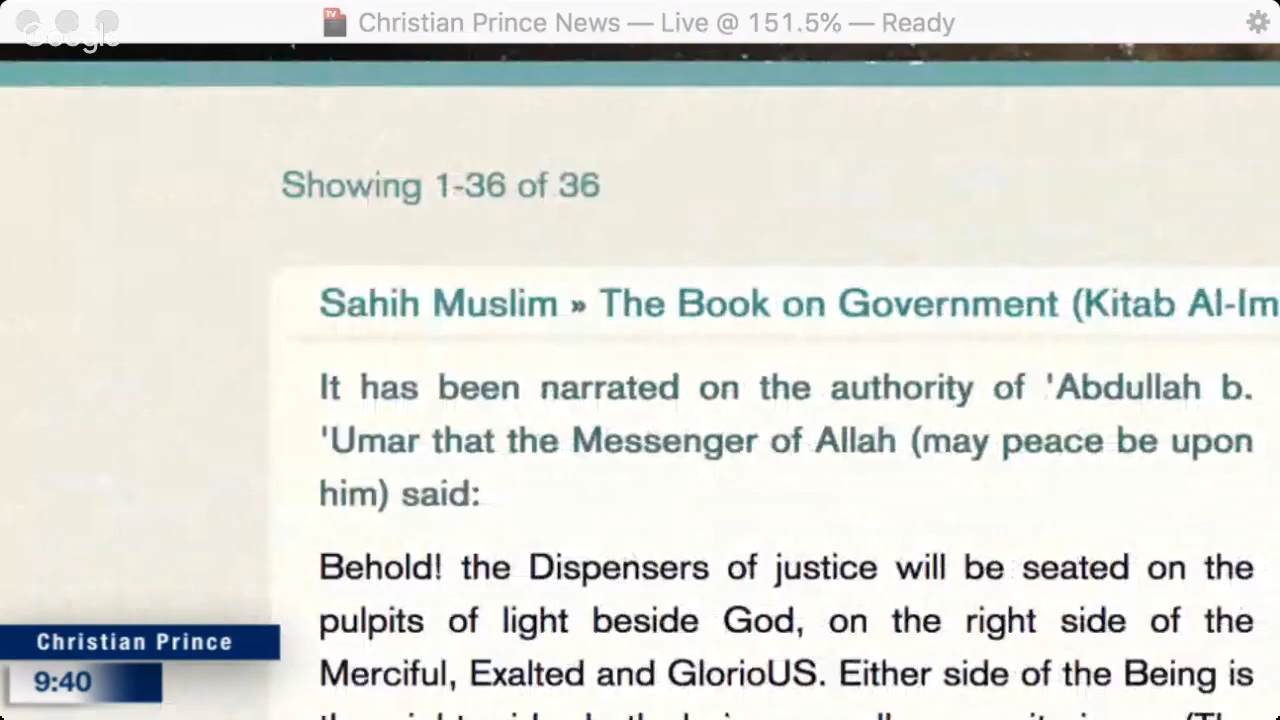 Christian Prince News — Live @ 151.5% — Ready
Google
Showing 1-36 of 36
Sahih Muslim » The Book on Government (Kitab Al-Im
It has been narrated on the authority of 'Abdullah b.
'Umar that the Messenger of Allah (may peace be upon
him) said:
Behold! the Dispensers of justice will be seated on the
pulpits of light beside God, on the right side of the
Merciful, Exalted and GlorioUS. Either side of the Being is
Christian Prince
9:40